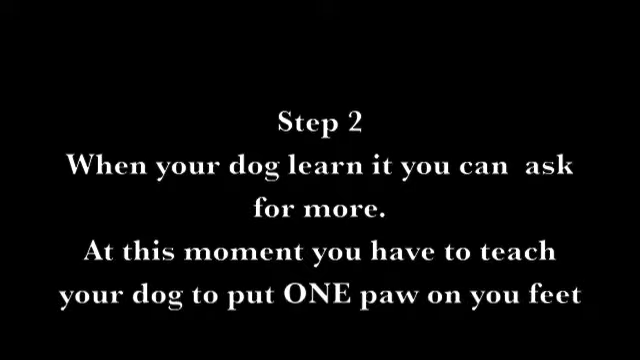 Step 2
When your dog learn it you can ask
for more.
At this moment you have to teach
your dog to put ONE paw on you feet